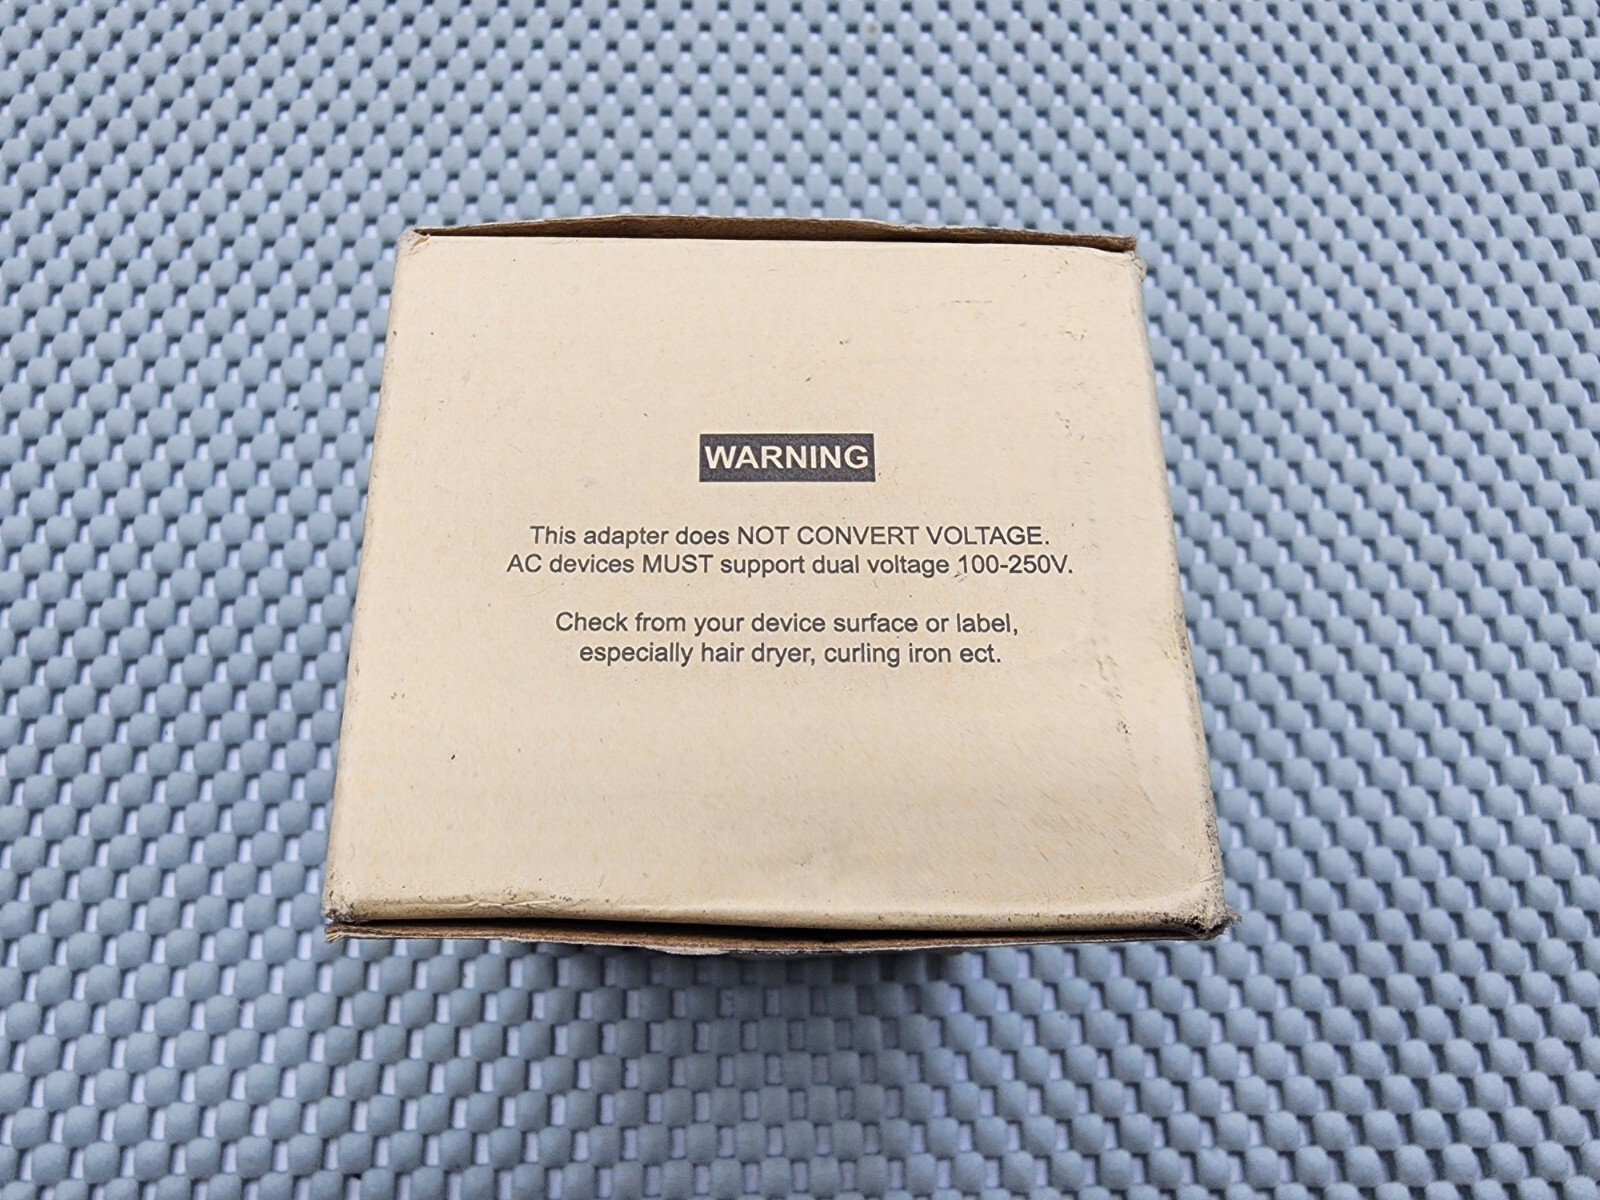 WARNING
This adapter does NOT CONVERT VOLTAGE.
AC devices MUST support dual voltage 100-250V.
Check from your device surface or label,
especially hair dryer, curling iron ect.